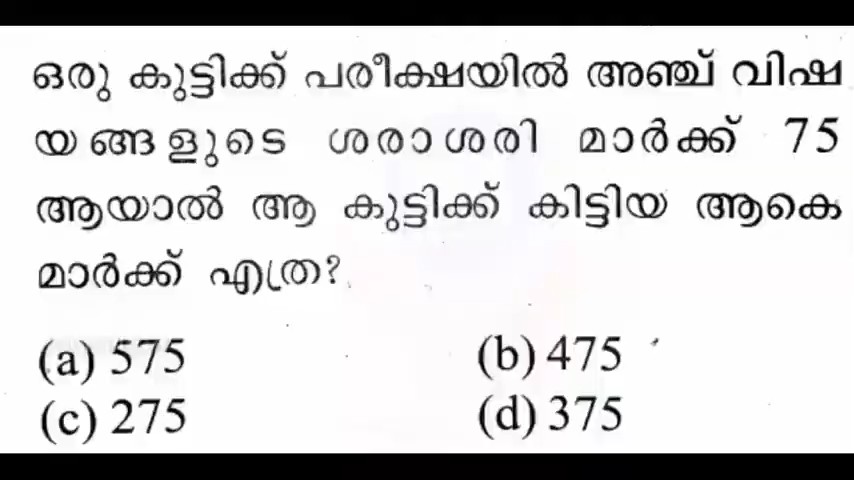 ഒരു കുട്ടിക്ക് പരീക്ഷയിൽ അഞ്ച് വിഷ
യങ്ങളുടെ ശരാശരി മാർക്ക് 75
ആയാൽ ആ കുട്ടിക്ക് കിട്ടിയ ആകെ
മാർക്ക് എത്ര?
(a) 575 (b) 475
(c) 275 (d) 375